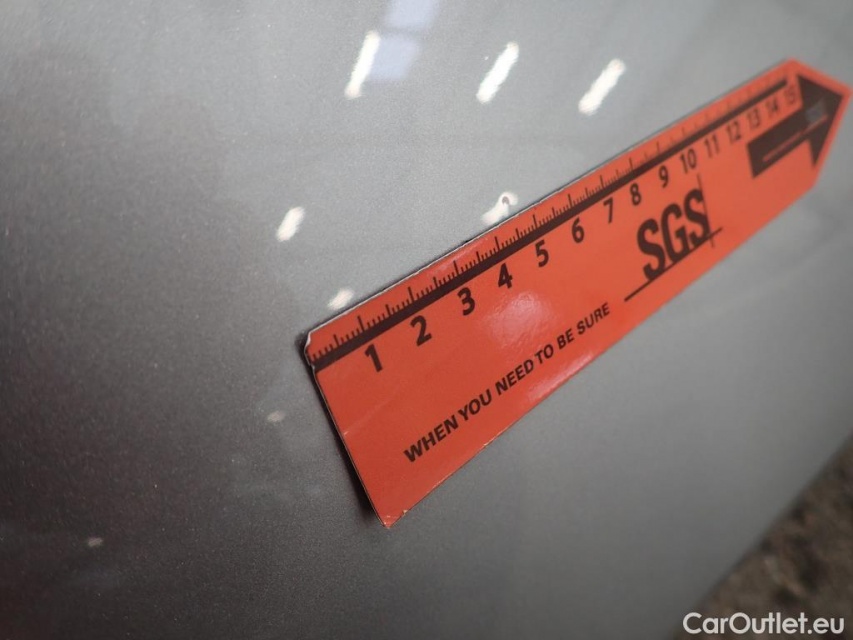 1 2 3 4 5 6 7 8 9 10 11 12 13 14 15
SGS
WHEN YOU NEED TO BE SURE
CarOutlet.eu